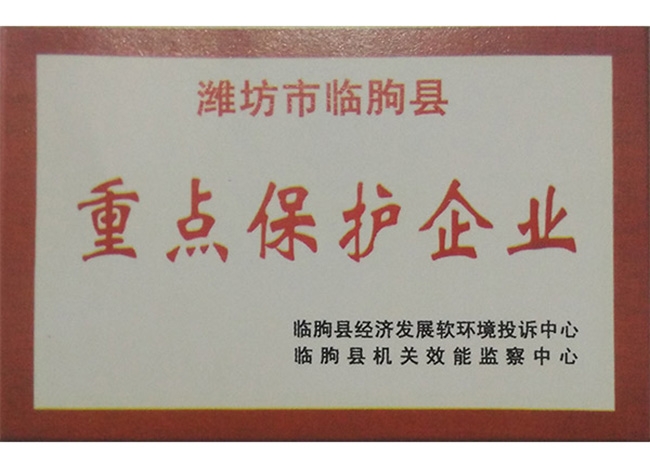 潍坊市临朐县
重点保护企业
临朐县经济发展软环境投诉中心
临朐县机关效能监察中心